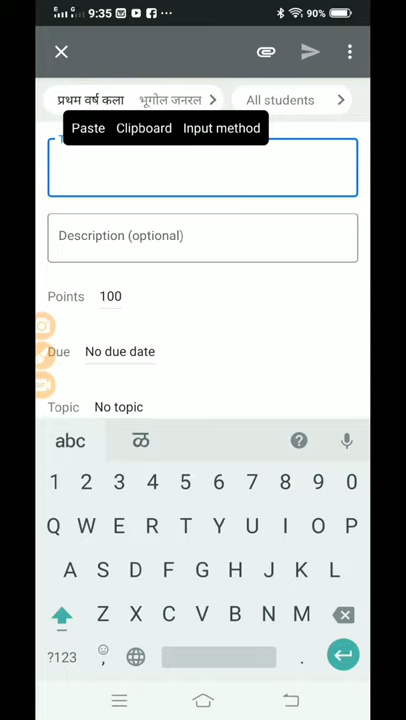 E G 9:35 ... 90%
प्रथम वर्ष कला भूगोल जनरल All students
Paste Clipboard Input method
Description (optional)
Points 100
Due No due date
Topic No topic
abc ळ ?
1 2 3 4 5 6 7 8 9 0
Q W E R T Y U I O P
A S D F G H J K L
Z X C V B N M
?123 , .